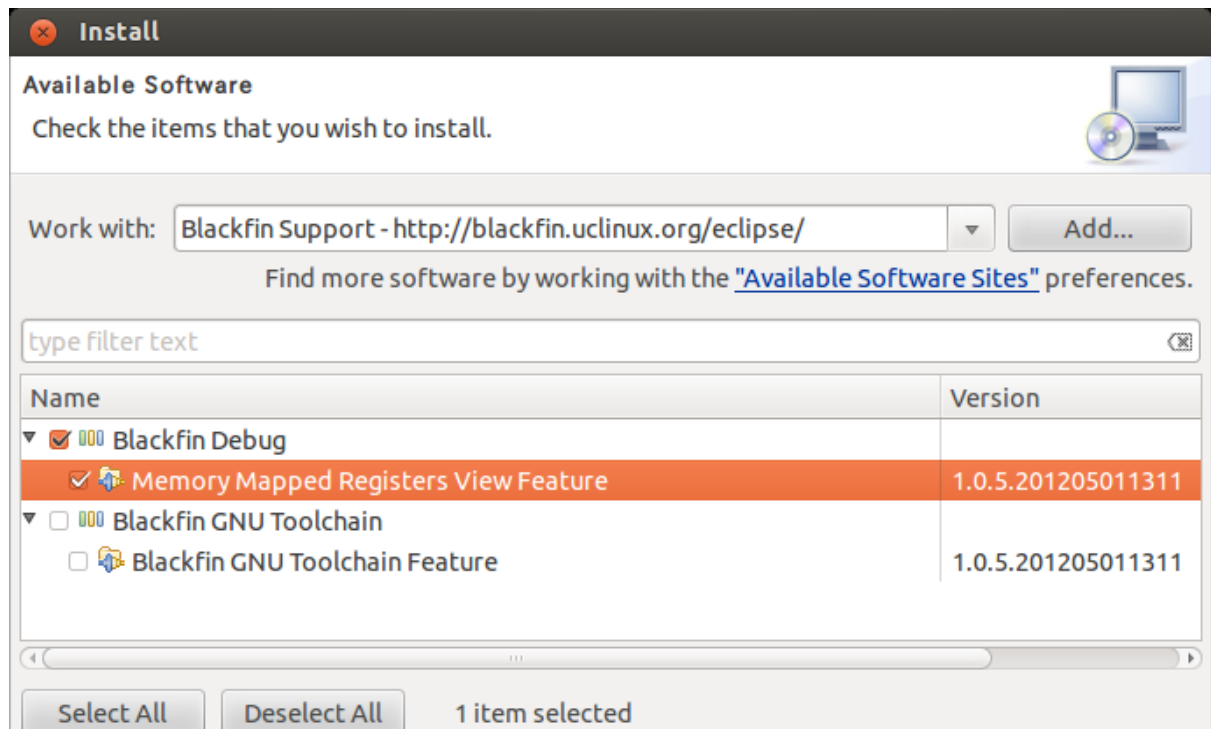 Install
Available Software
Check the items that you wish to install.
Work with: Blackfin Support - http://blackfin.uclinux.org/eclipse/ Add...
Find more software by working with the "Available Software Sites" preferences.
type filter text
Name Version
Blackfin Debug
Memory Mapped Registers View Feature 1.0.5.201205011311
Blackfin GNU Toolchain
Blackfin GNU Toolchain Feature 1.0.5.201205011311
Select All Deselect All 1 item selected